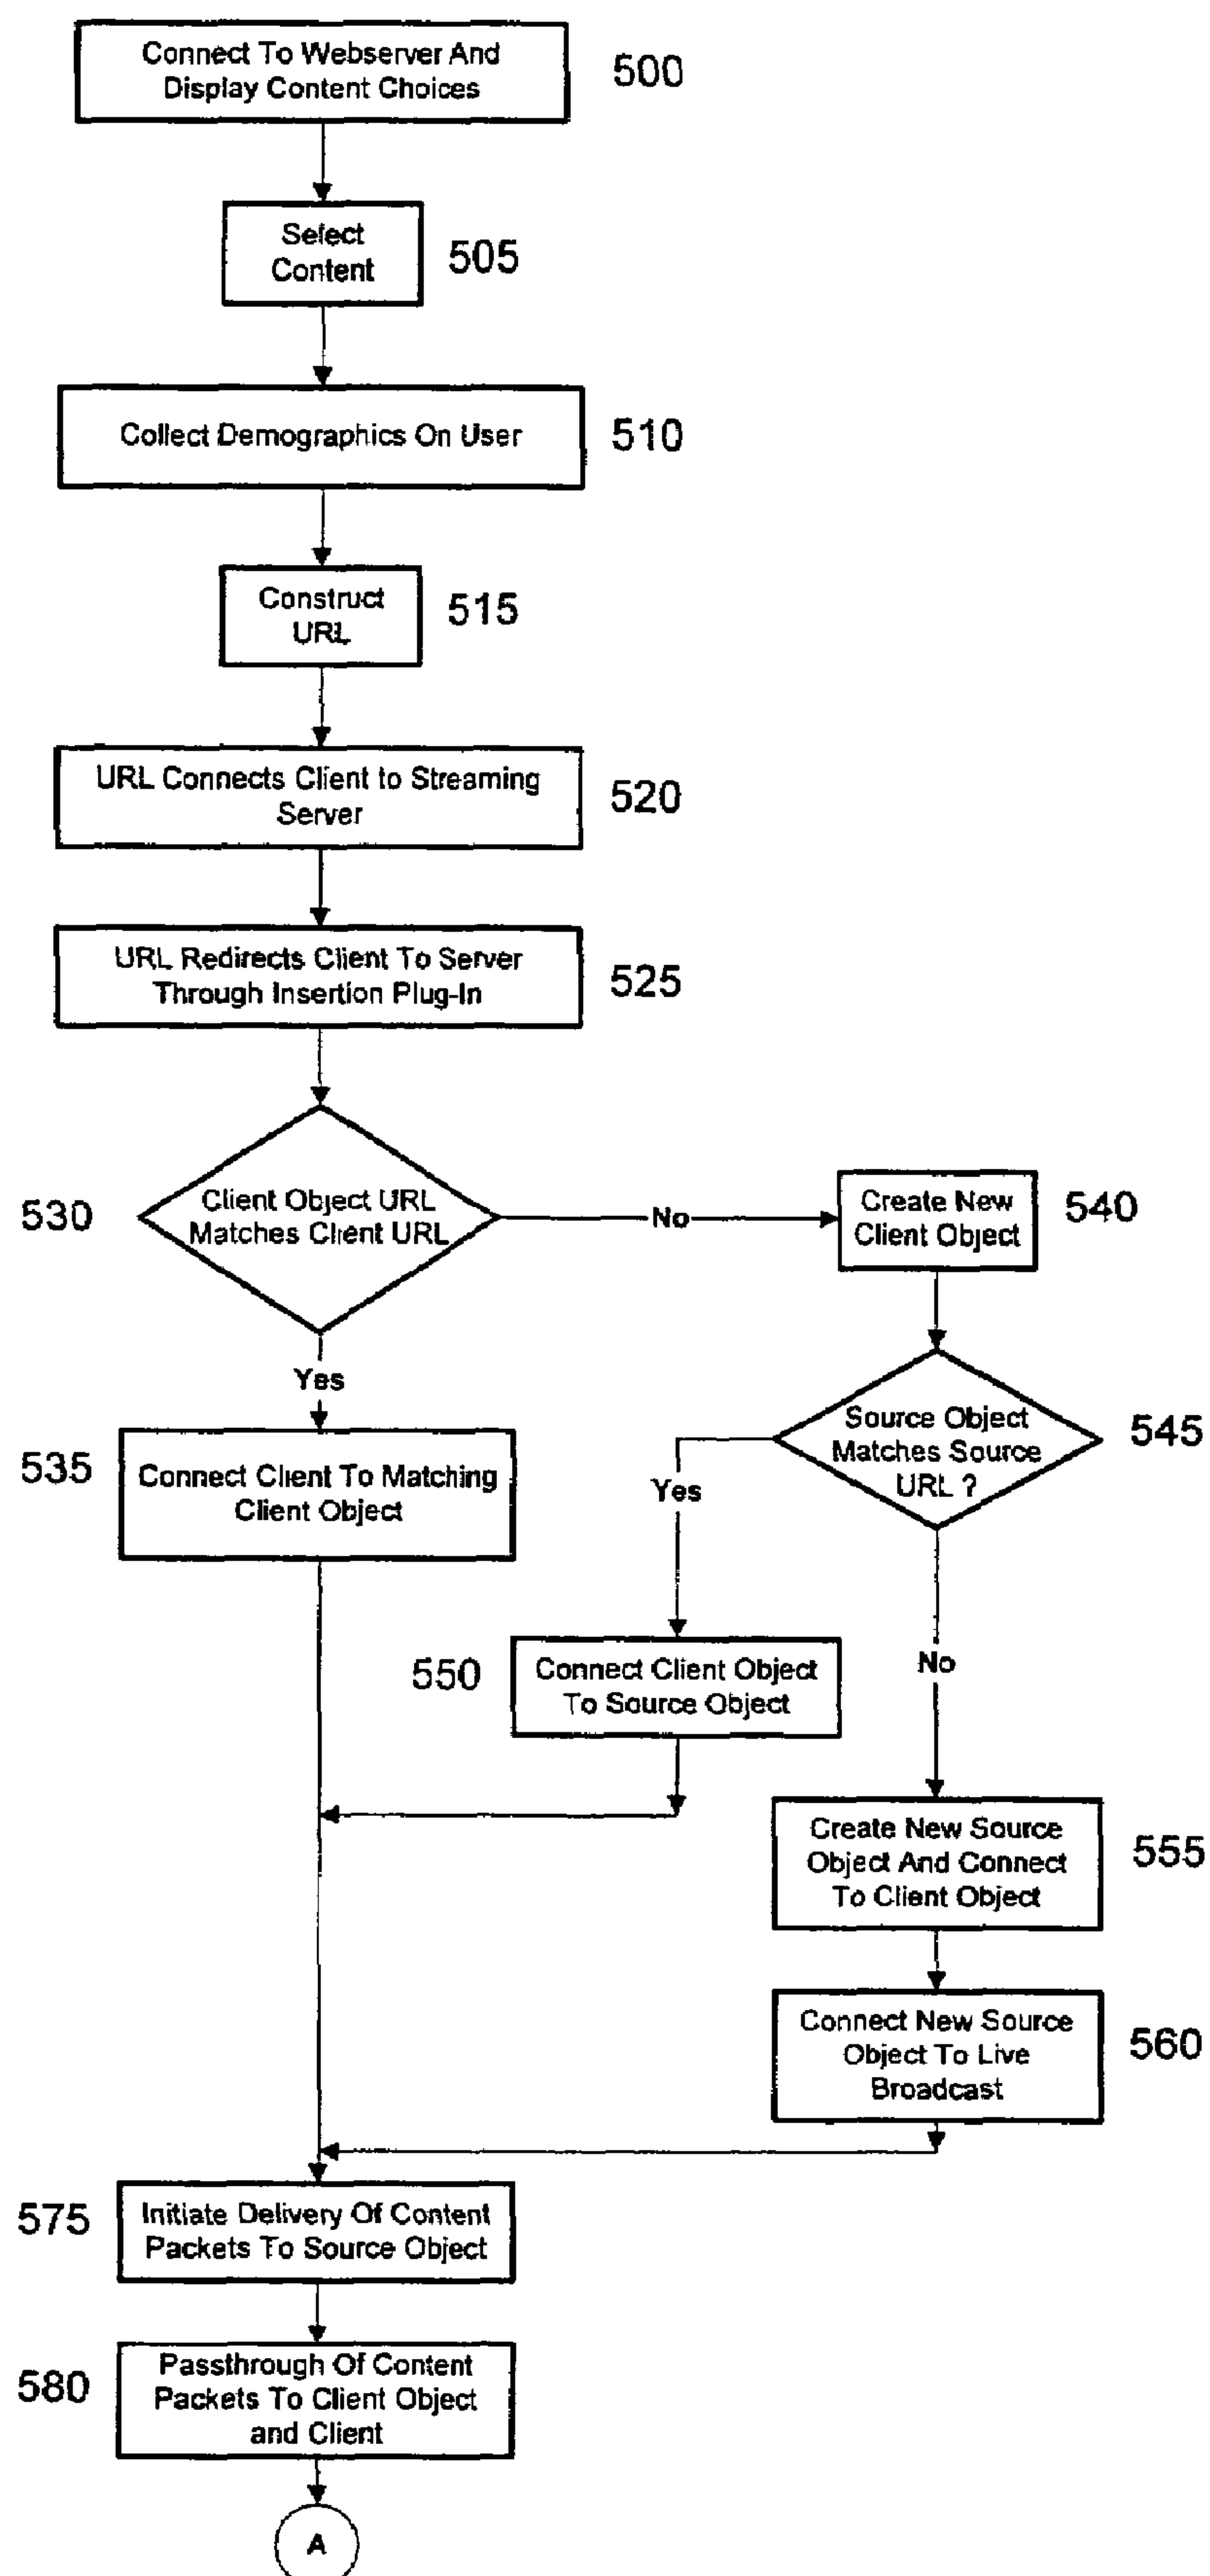 Connect To Webserver And
Display Content Choices
500
Select
Content
505
Collect Demographics On User
510
Construct
URL
515
URL Connects Client to Streaming
Server
520
URL Redirects Client To Server
Through Insertion Plug-In
525
530
Client Object URL
Matches Client URL
No
Create New
Client Object
540
Yes
535
Connect Client To Matching
Client Object
Source Object
Matches Source
URL ?
545
Yes
550
Connect Client Object
To Source Object
No
Create New Source
Object And Connect
To Client Object
555
Connect New Source
Object To Live
Broadcast
560
575
Initiate Delivery Of Content
Packets To Source Object
580
Passthrough Of Content
Packets To Client Object
and Client
A